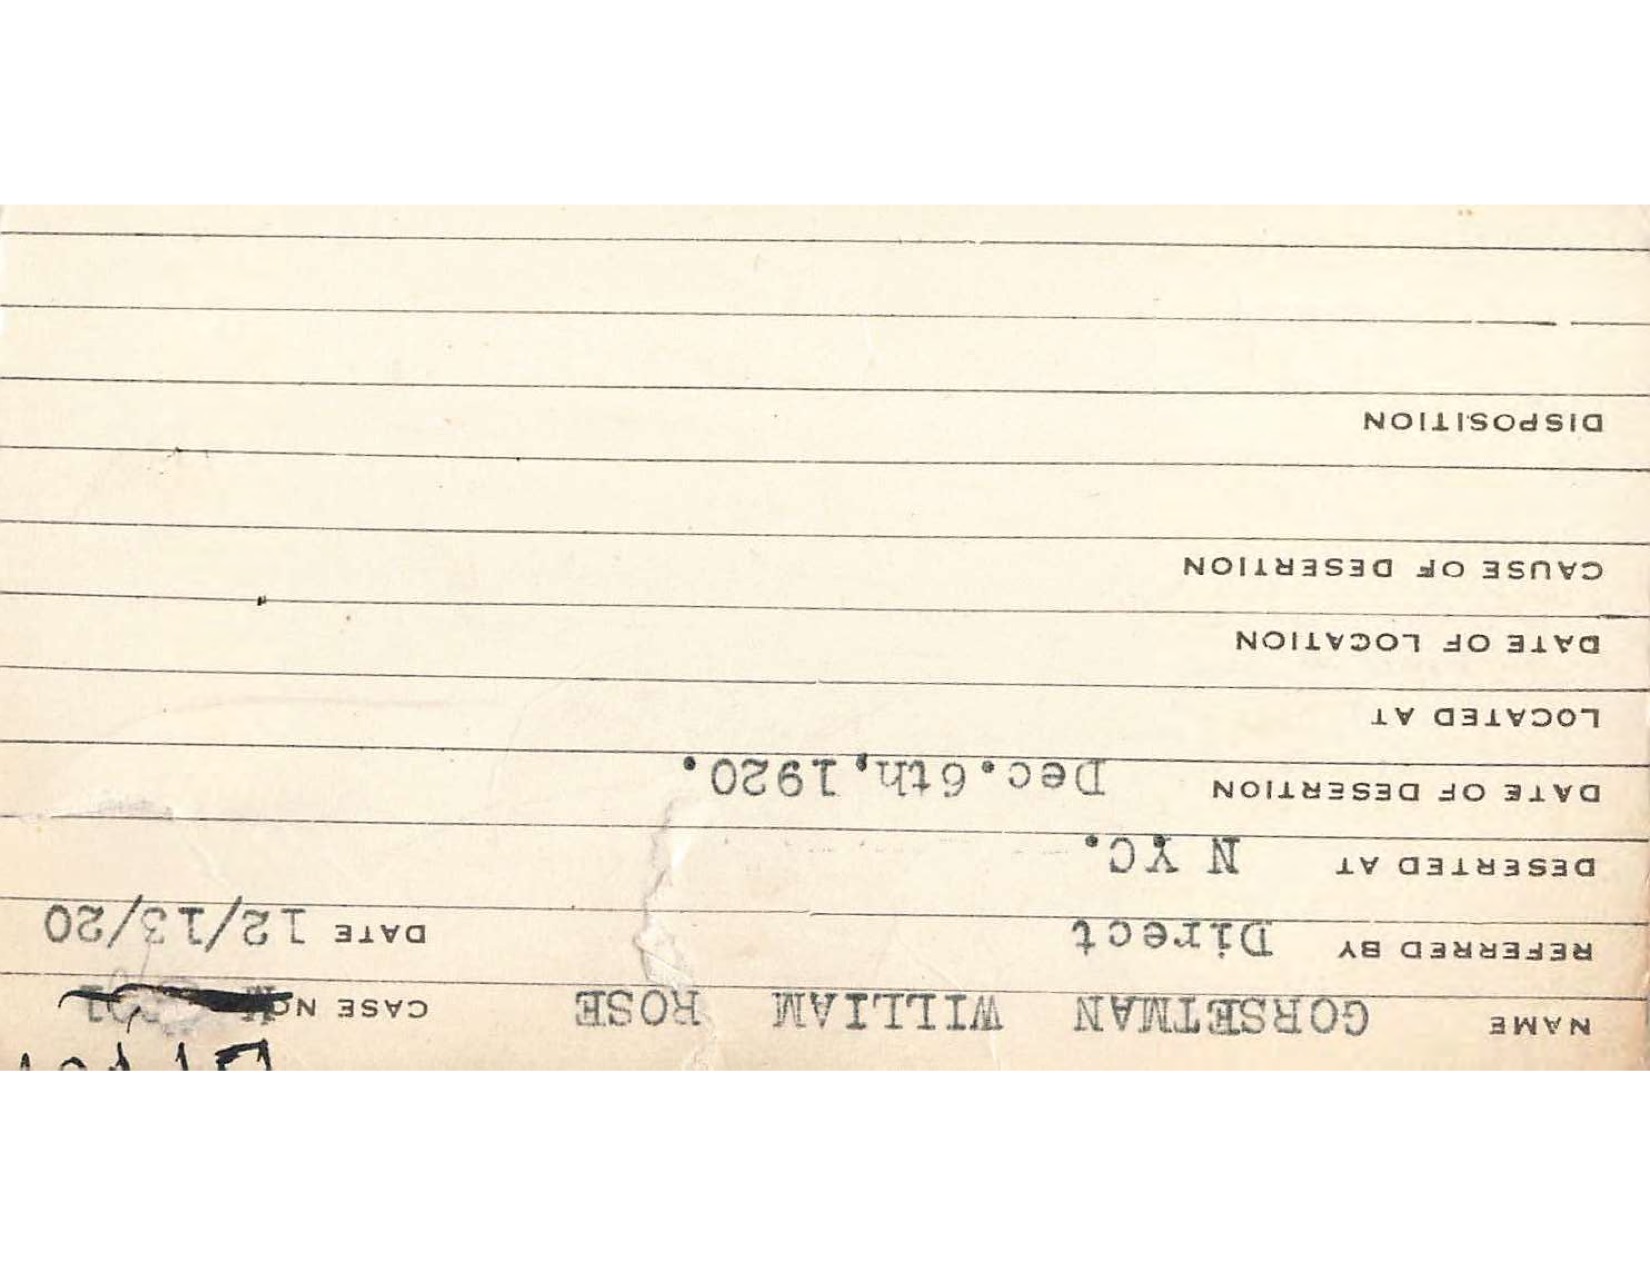 NAME GORSETMAN WILLIAM ROSE CASE NO.
REFERRED BY Direct DATE 12/13/20
DESERTED AT N YC.
DATE OF DESERTION Dec.6th,1920.
LOCATED AT
DATE OF LOCATION
CAUSE OF DESERTION
DISPOSITION